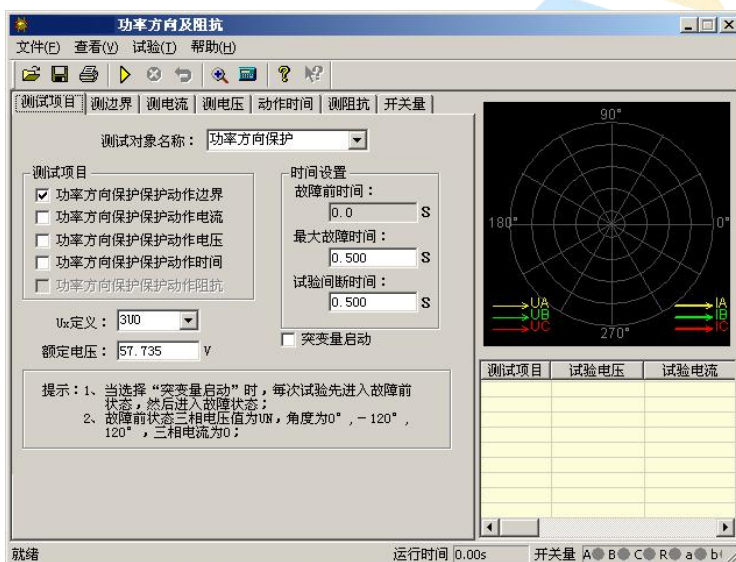 功率方向及阻抗
文件(F) 查看(V) 试验(T) 帮助(H)
测试项目 测边界 测电流 测电压 动作时间 测阻抗 开关量
测试对象名称： 功率方向保护
测试项目
功率方向保护保护动作边界
功率方向保护保护动作电流
功率方向保护保护动作电压
功率方向保护保护动作时间
功率方向保护保护动作阻抗
时间设置
故障前时间：
0.0 S
最大故障时间：
0.500 S
试验间断时间：
0.500 S
Ux定义： 3U0
突变量启动
额定电压： 57.735 V
提示：1、当选择“突变量启动”时，每次试验先进入故障前
状态，然后进入故障状态；
2、故障前状态三相电压值为UN，角度为0°，－120°，
120°，三相电流为0；
90°
180° 0°
270°
UA IA
UB IB
UC IC
测试项目 试验电压 试验电流
就绪 运行时间 0.00s 开关量 A B C R a b